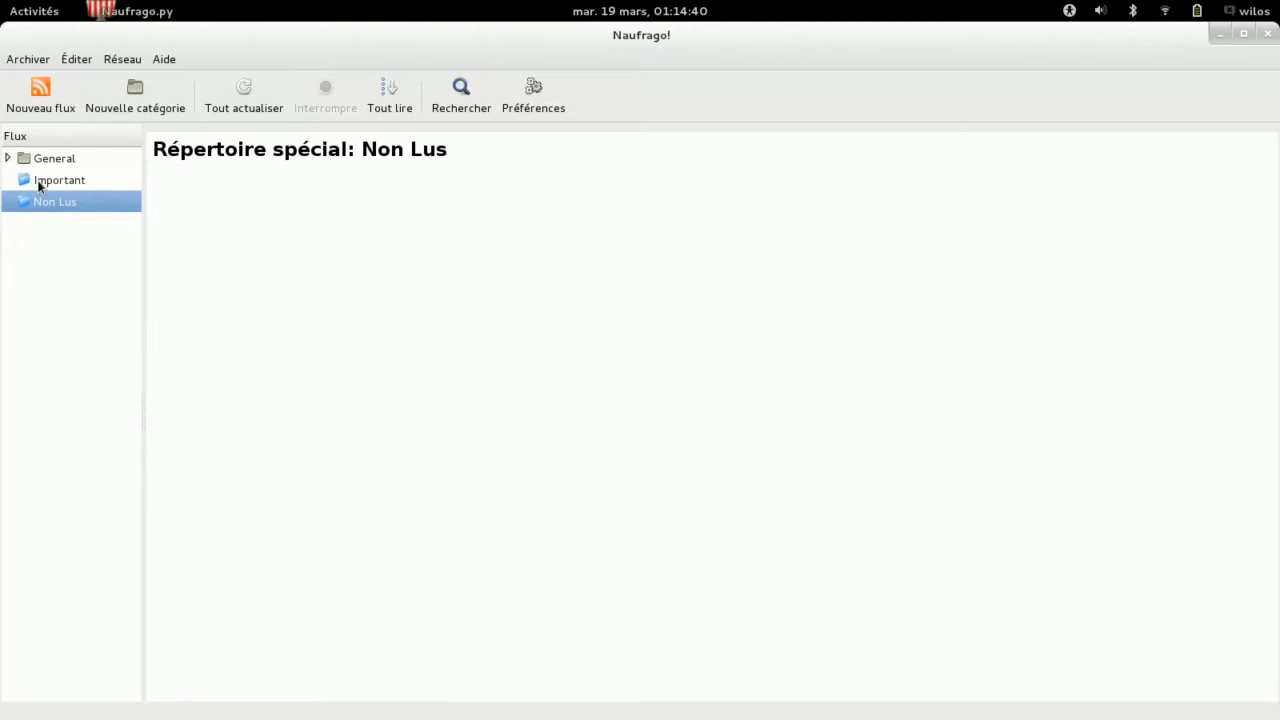 Activités Naufrago.py mar. 19 mars, 01:14:40 wilos
Naufrago!
Archiver Éditer Réseau Aide
Nouveau flux Nouvelle catégorie Tout actualiser Interrompre Tout lire Rechercher Préférences
Flux
General
Important
Non Lus
Répertoire spécial: Non Lus